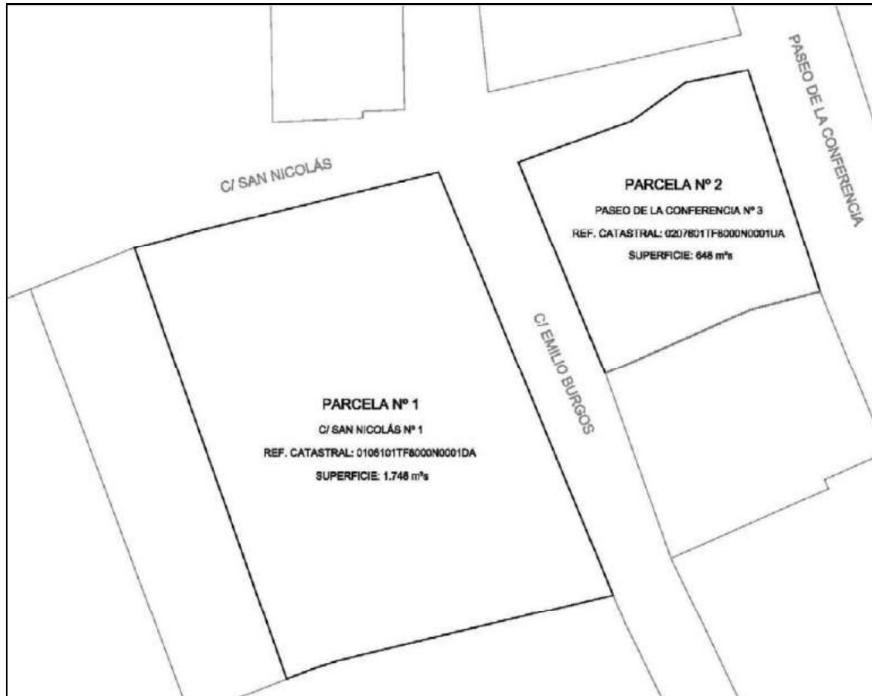 PASEO DE LA CONFERENCIA
C/ SAN NICOLÁS
PARCELA Nº 2
PASEO DE LA CONFERENCIA Nº 3
REF. CATASTRAL: 0207601TF8000N0001UA
SUPERFICIE: 648 m²s
C/ EMILIO BURGOS
PARCELA Nº 1
C/ SAN NICOLÁS Nº 1
REF. CATASTRAL: 0106101TF8000N0001DA
SUPERFICIE: 1.746 m²s